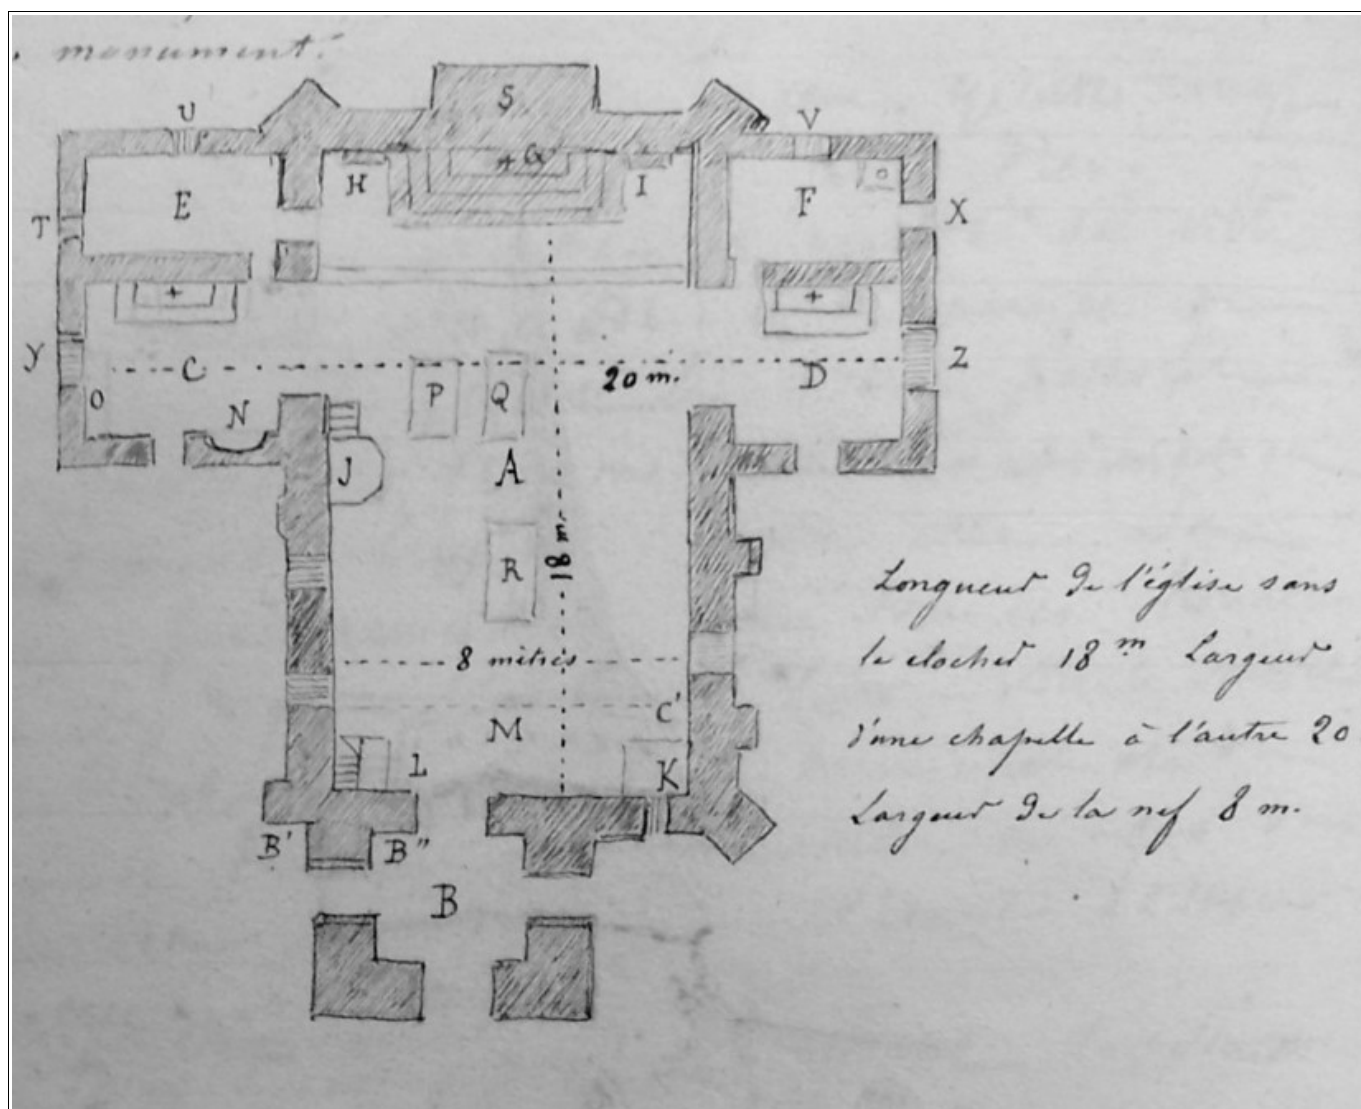 monument.
S
U
V
G
H
I
E
F
T
X
Y
C
20 m.
D
Z
P
Q
O
N
J
A
R
18 m
8 mètres
C'
M
L
K
B'
B"
B
Longueur de l'église sans
le clocher 18 m Largeur
d'une chapelle à l'autre 20
Largeur de la nef 8 m.